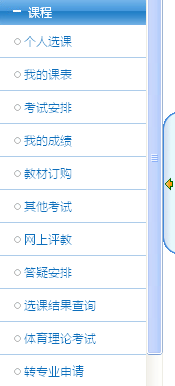 课程
个人选课
我的课表
考试安排
我的成绩
教材订购
其他考试
网上评教
答疑安排
选课结果查询
体育理论考试
转专业申请